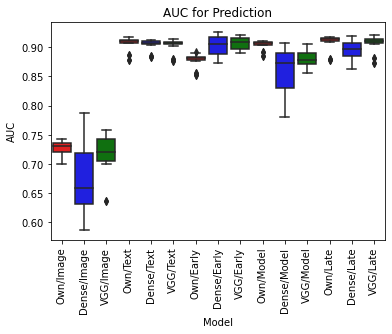 AUC for Prediction
AUC
0.90
0.85
0.80
0.75
0.70
0.65
0.60
Own/Image
Dense/Image
VGG/Image
Own/Text
Dense/Text
VGG/Text
Own/Early
Dense/Early
VGG/Early
Own/Model
Dense/Model
VGG/Model
Own/Late
Dense/Late
VGG/Late
Model